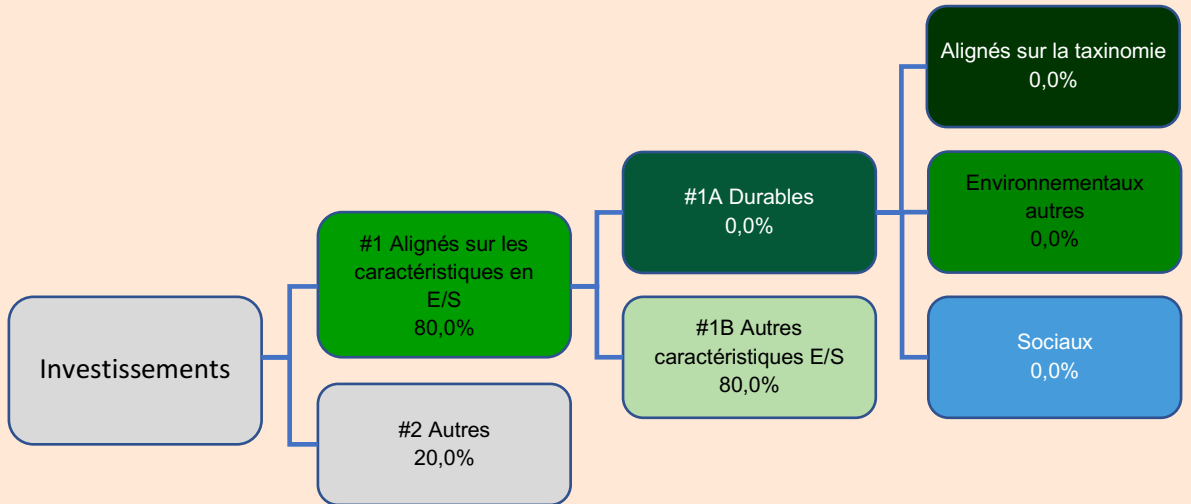 Investissements
#1 Alignés sur les
caractéristiques en
E/S
80,0%
#2 Autres
20,0%
#1A Durables
0,0%
#1B Autres
caractéristiques E/S
80,0%
Alignés sur la taxinomie
0,0%
Environnementaux
autres
0,0%
Sociaux
0,0%